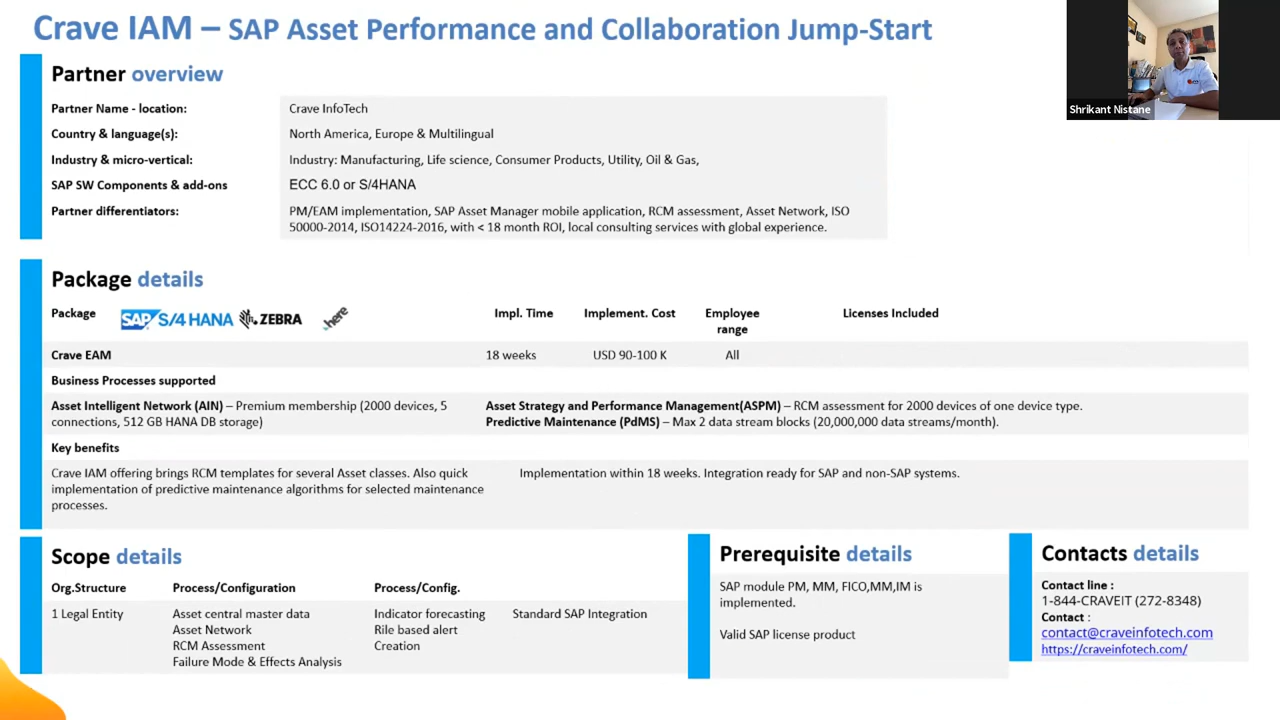 Crave IAM – SAP Asset Performance and Collaboration Jump-Start
Shrikant Nistane
Partner overview
Partner Name - location: Crave InfoTech
Country & language(s): North America, Europe & Multilingual
Industry & micro-vertical: Industry: Manufacturing, Life science, Consumer Products, Utility, Oil & Gas,
SAP SW Components & add-ons ECC 6.0 or S/4HANA
Partner differentiators: PM/EAM implementation, SAP Asset Manager mobile application, RCM assessment, Asset Network, ISO
50000-2014, ISO14224-2016, with < 18 month ROI, local consulting services with global experience.
Package details
Package SAP S/4 HANA ZEBRA here Impl. Time Implement. Cost Employee
range Licenses Included
Crave EAM 18 weeks USD 90-100 K All
Business Processes supported
Asset Intelligent Network (AIN) – Premium membership (2000 devices, 5
connections, 512 GB HANA DB storage)
Asset Strategy and Performance Management(ASPM) – RCM assessment for 2000 devices of one device type.
Predictive Maintenance (PdMS) – Max 2 data stream blocks (20,000,000 data streams/month).
Key benefits
Crave IAM offering brings RCM templates for several Asset classes. Also quick
implementation of predictive maintenance algorithms for selected maintenance
processes.
Implementation within 18 weeks. Integration ready for SAP and non-SAP systems.
Scope details
Org.Structure Process/Configuration Process/Config.
1 Legal Entity Asset central master data Indicator forecasting Standard SAP Integration
Asset Network Rile based alert
RCM Assessment Creation
Failure Mode & Effects Analysis
Prerequisite details
SAP module PM, MM, FICO,MM,IM is
implemented.
Valid SAP license product
Contacts details
Contact line :
1-844-CRAVEIT (272-8348)
Contact :
contact@craveinfotech.com
https://craveinfotech.com/